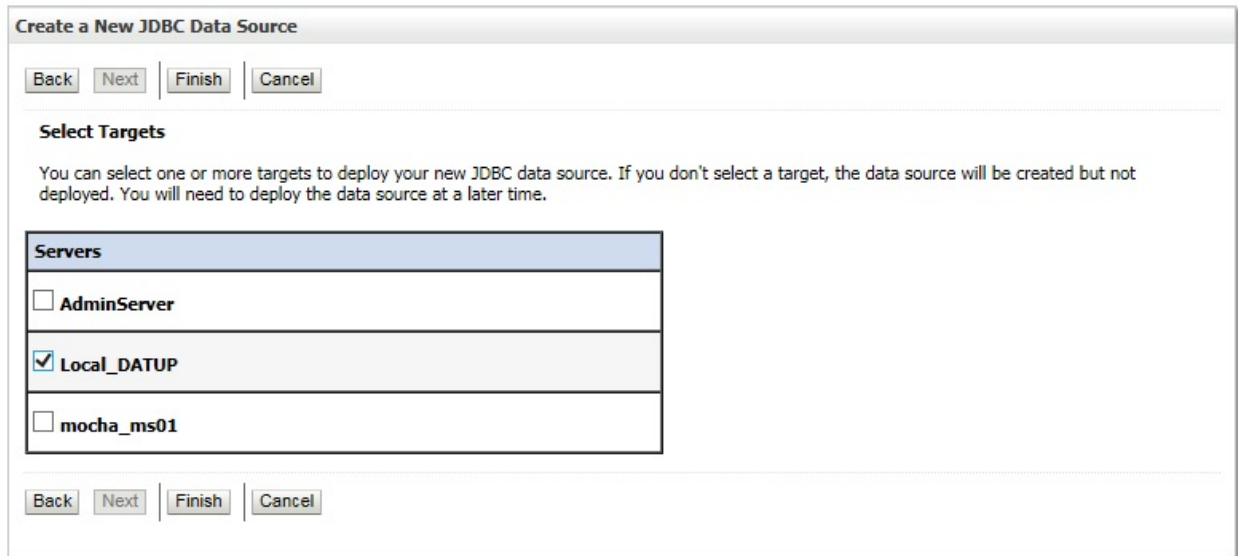 Create a New JDBC Data Source
Back Next Finish Cancel
Select Targets
You can select one or more targets to deploy your new JDBC data source. If you don't select a target, the data source will be created but not
deployed. You will need to deploy the data source at a later time.
Servers
AdminServer
Local_DATUP
mocha_ms01
Back Next Finish Cancel